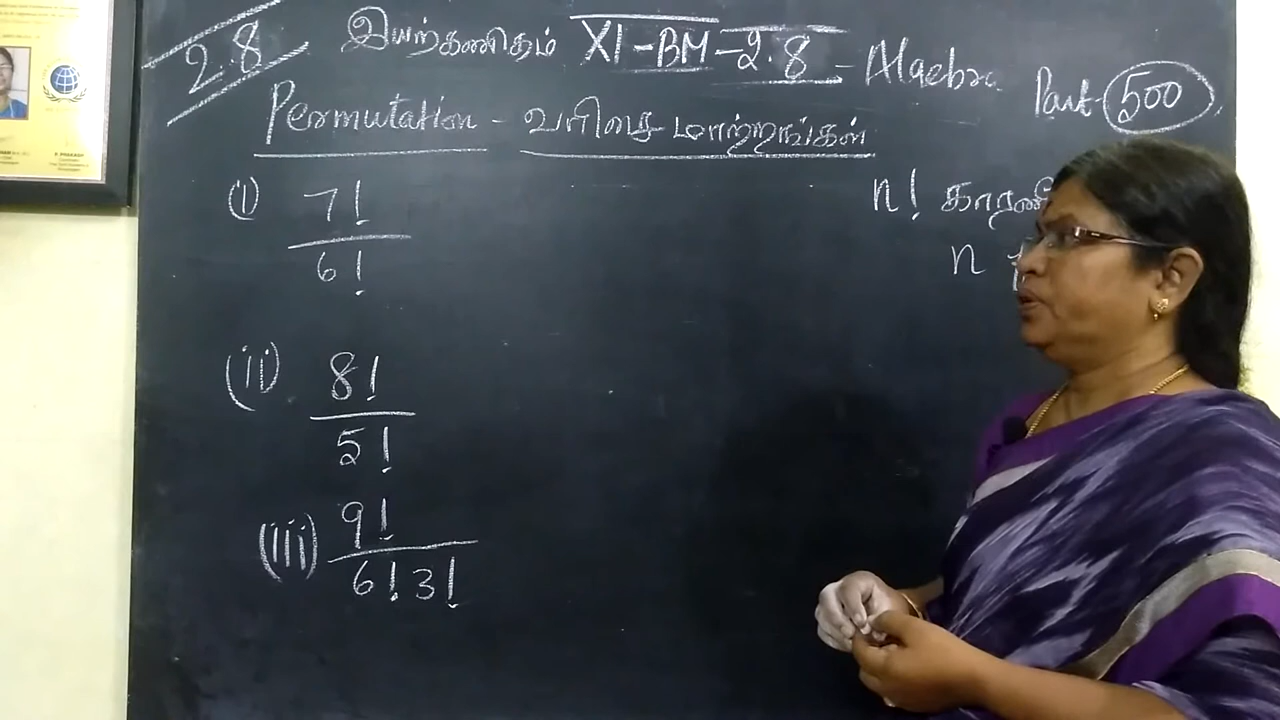 2.8 இயற்கணிதம் XI-BM-2.8 - Algebra Part-500
Permutation - வரிசை மாற்றங்கள்
(i) 7!
6!
n!
n
(ii) 8!
5!
(iii) 9!
6! 3!